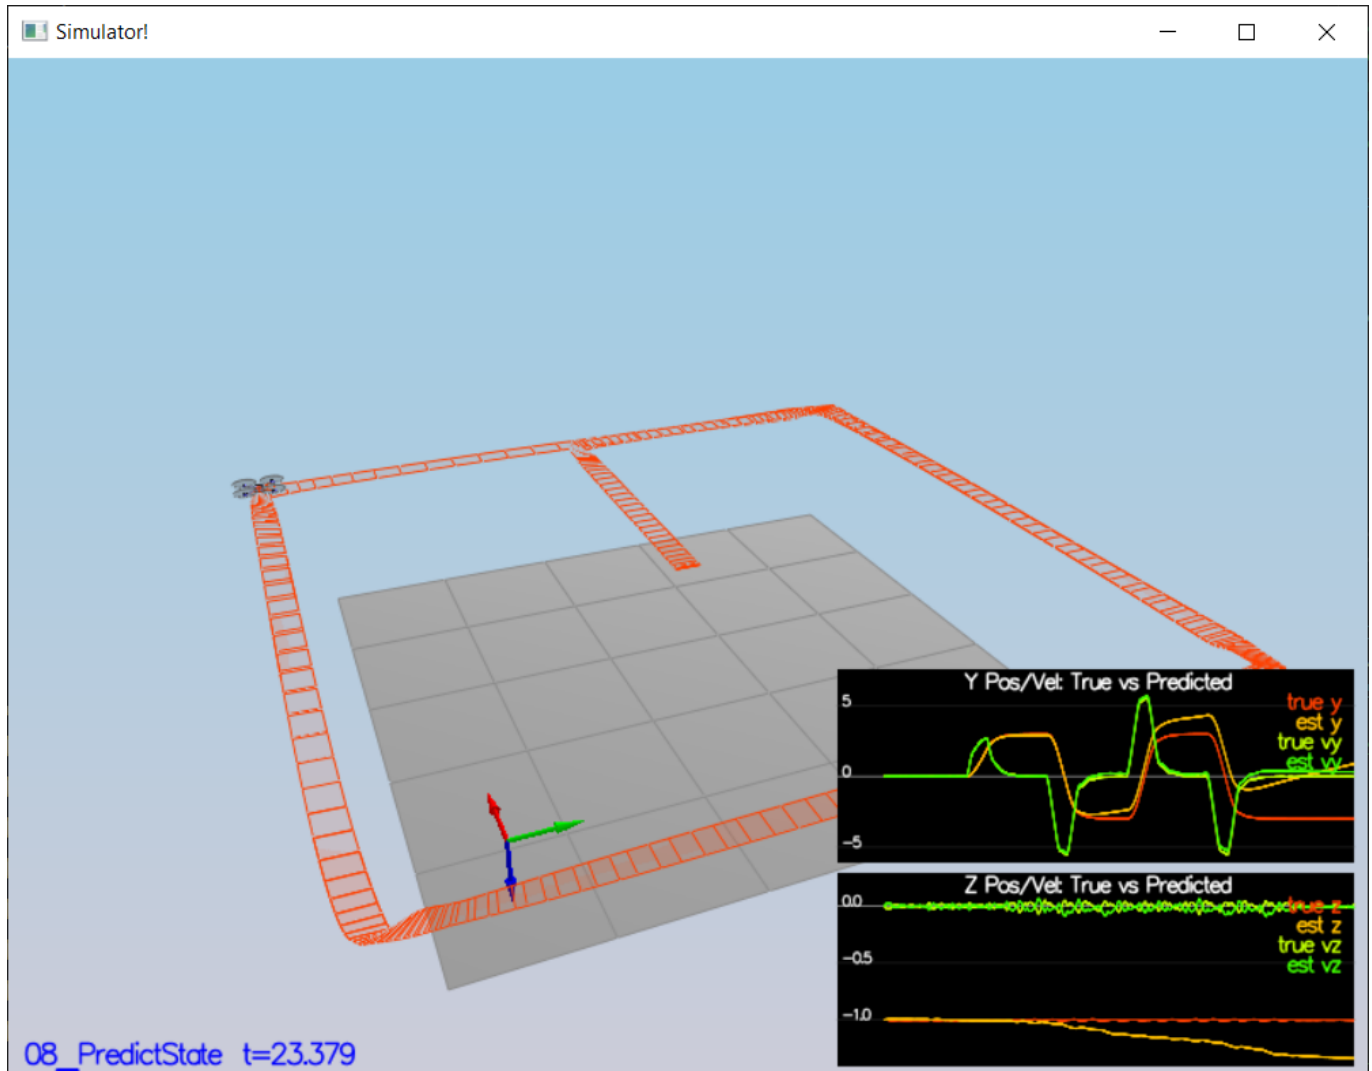 Simulator!
Y Pos/Vel: True vs Predicted
5
true y
est y
true vy
0
est vy
-5
Z Pos/Vel: True vs Predicted
0.0
true z
est z
true vz
-0.5
est vz
-1.0
08_PredictState t=23.379